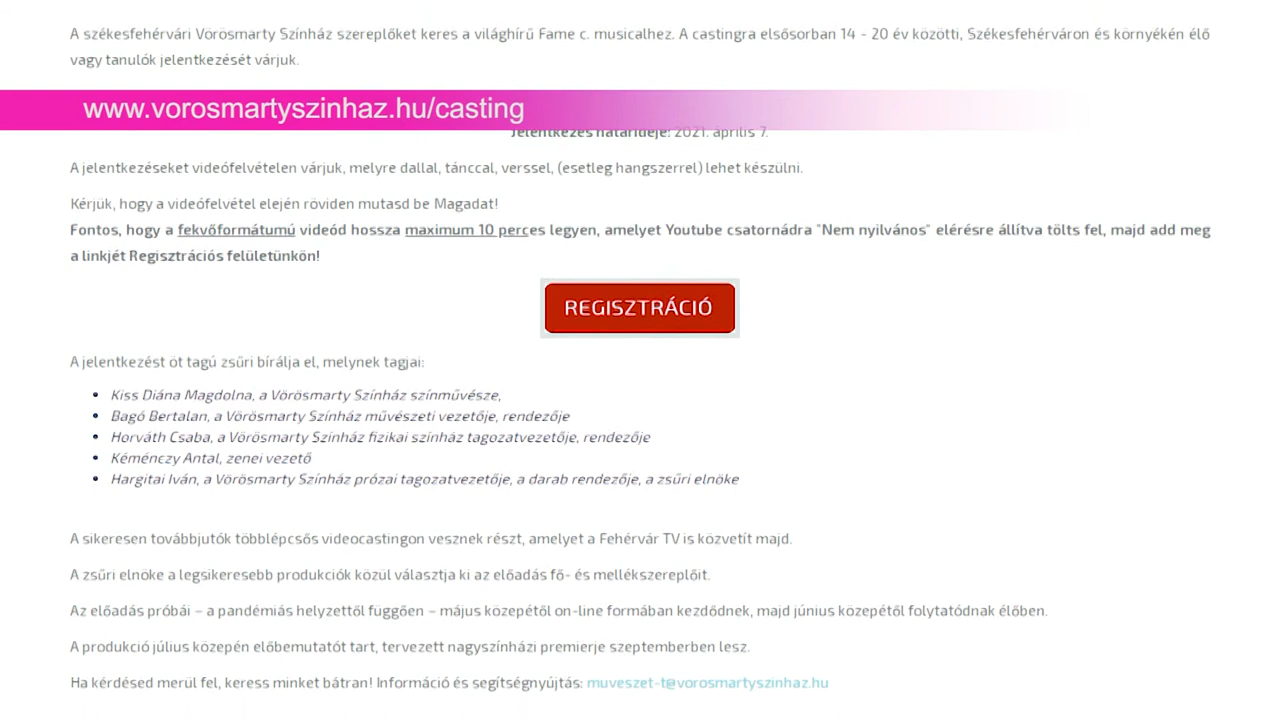 A székesfehérvári Vörösmarty Színház szereplőket keres a világhírű Fame c. musicalhez. A castingra elsősorban 14 - 20 év közötti, Székesfehérváron és környékén élő
vagy tanulók jelentkezését várjuk.
www.vorosmartyszinhaz.hu/casting
Jelentkezés határideje: 2021. április 7.
A jelentkezéseket videófelvételen várjuk, melyre dallal, tánccal, verssel, (esetleg hangszerrel) lehet készülni.
Kérjük, hogy a videófelvétel elején röviden mutasd be Magadat!
Fontos, hogy a fekvőformátumú videód hossza maximum 10 perces legyen, amelyet Youtube csatornádra "Nem nyilvános" elérésre állítva tölts fel, majd add meg
a linkjét Regisztrációs felületünkön!
REGISZTRÁCIÓ
A jelentkezést öt tagú zsűri bírálja el, melynek tagjai:
• Kiss Diána Magdolna, a Vörösmarty Színház színművésze,
• Bagó Bertalan, a Vörösmarty Színház művészeti vezetője, rendezője
• Horváth Csaba, a Vörösmarty Színház fizikai színház tagozatvezetője, rendezője
• Kéménczy Antal, zenei vezető
• Hargitai Iván, a Vörösmarty Színház prózai tagozatvezetője, a darab rendezője, a zsűri elnöke
A sikeresen továbbjutók többlépcsős videocastingon vesznek részt, amelyet a Fehérvár TV is közvetít majd.
A zsűri elnöke a legsikeresebb produkciók közül választja ki az előadás fő- és mellékszereplőit.
Az előadás próbái – a pandémiás helyzettől függően – május közepétől on-line formában kezdődnek, majd június közepétől folytatódnak élőben.
A produkció július közepén előbemutatót tart, tervezett nagyszínházi premierje szeptemberben lesz.
Ha kérdésed merül fel, keress minket bátran! Információ és segítségnyújtás: muveszet-t@vorosmartyszinhaz.hu